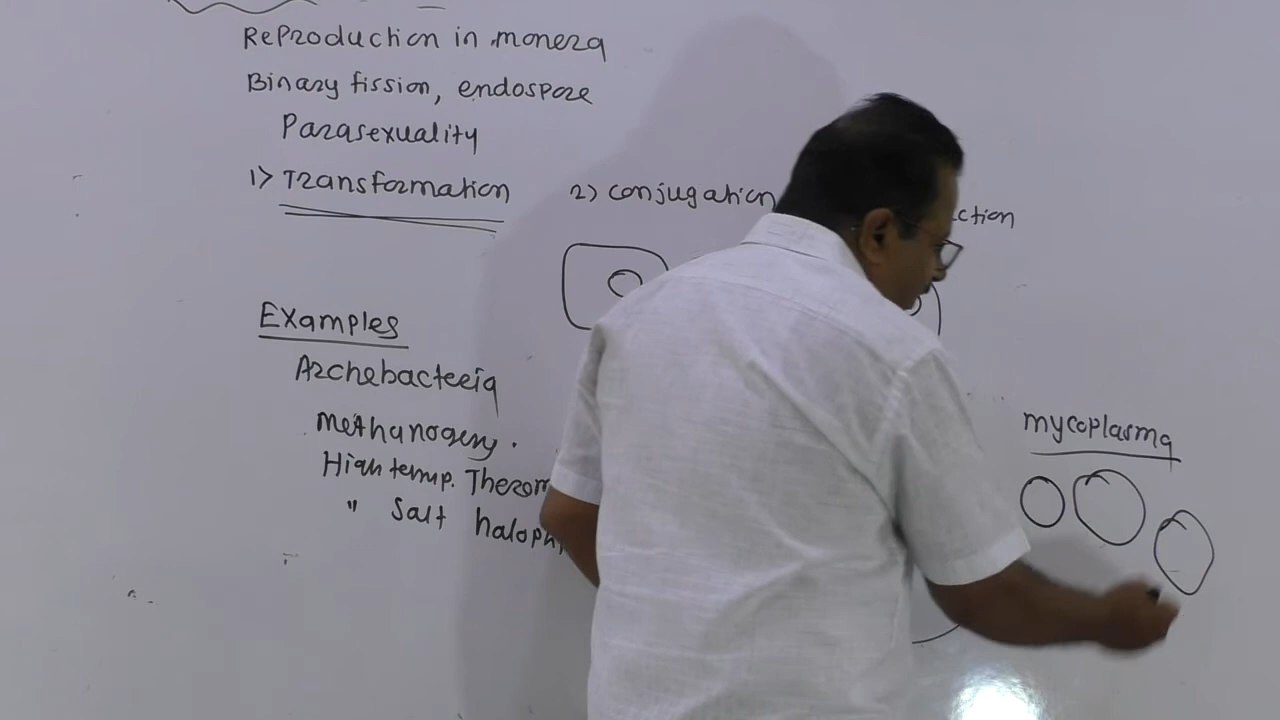 Reproduction in monera
Binary fission, endospore
Parasexuality
1) Transformation 2) conjugation ction
Examples
Archebacteria
Methanogens.
High temp. Therom
" Salt haloph
mycoplasma